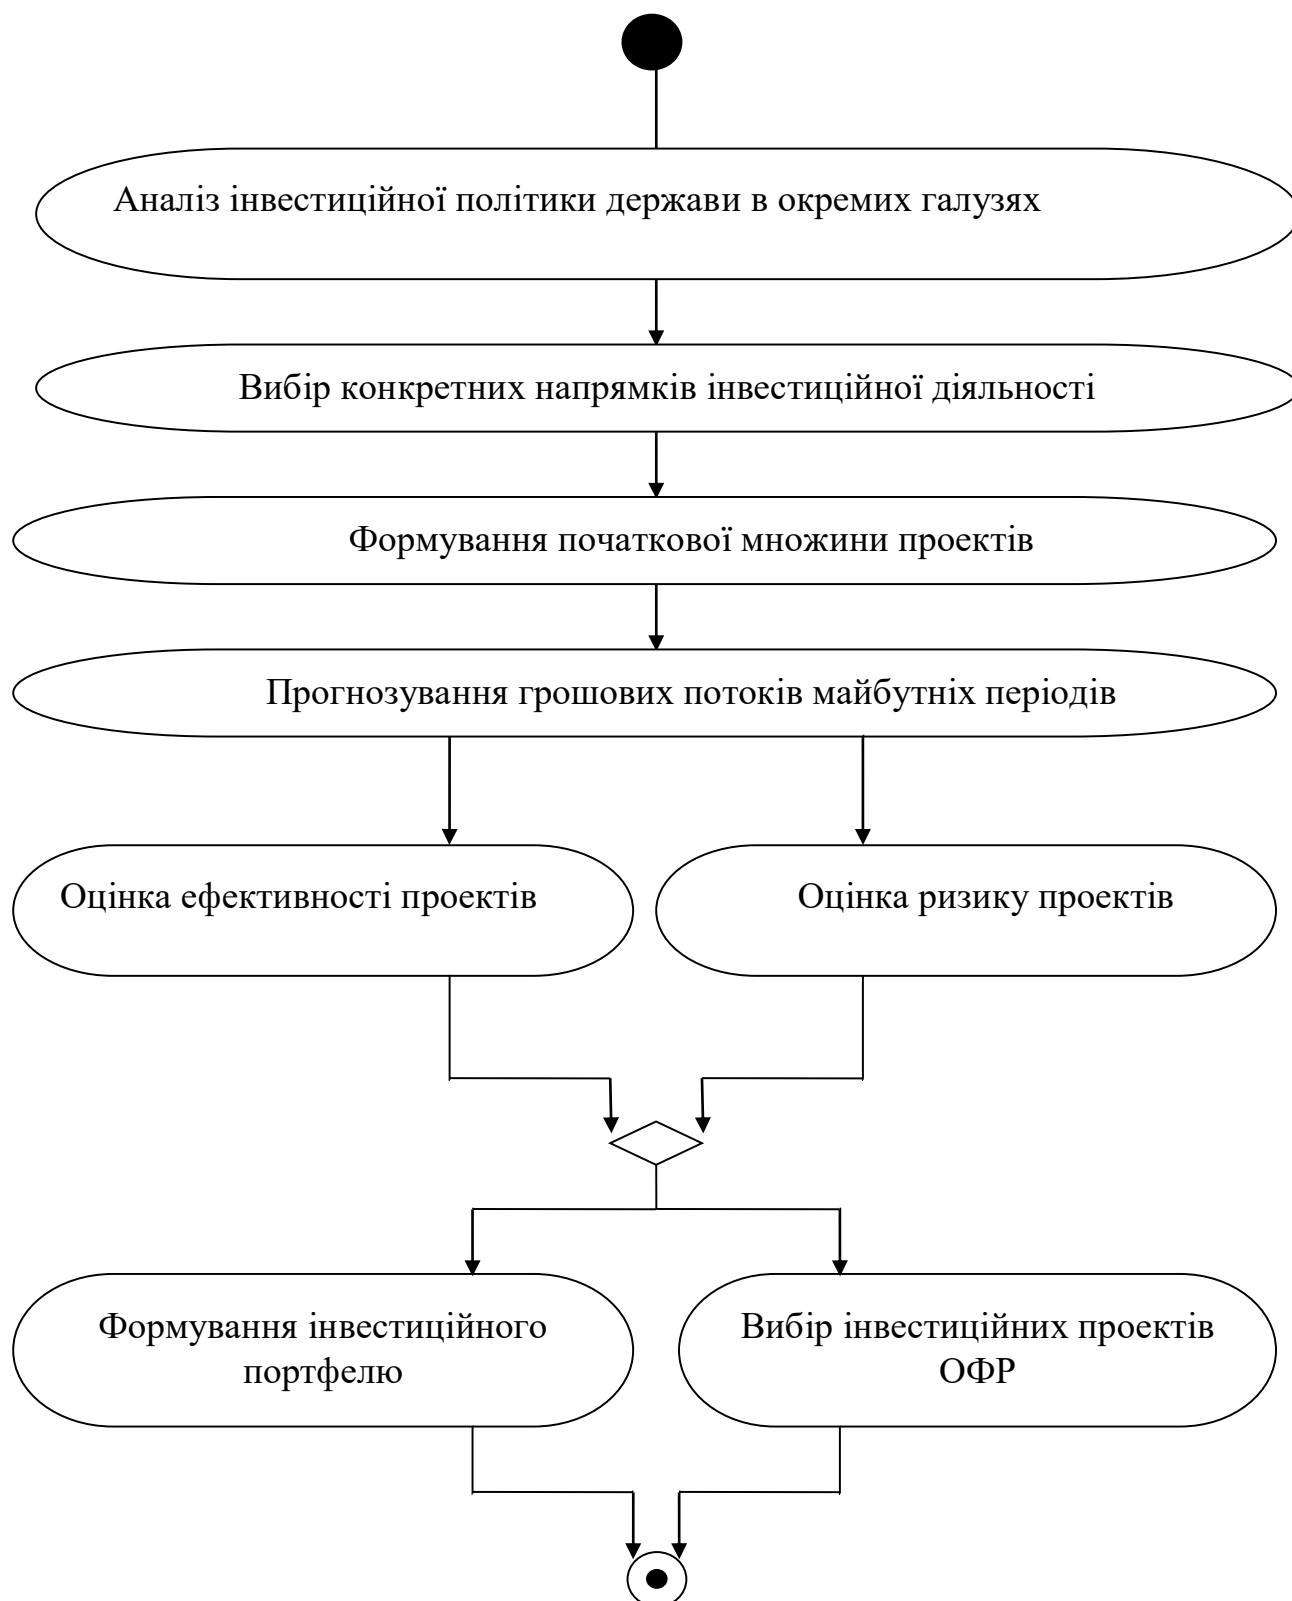 Аналіз інвестиційної політики держави в окремих галузях
Вибір конкретних напрямків інвестиційної діяльності
Формування початкової множини проектів
Прогнозування грошових потоків майбутніх періодів
Оцінка ефективності проектів
Оцінка ризику проектів
Формування інвестиційного
портфелю
Вибір інвестиційних проектів
ОФР